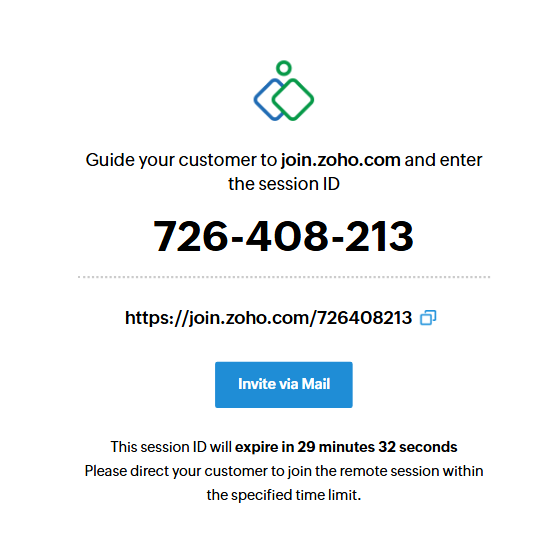 Guide your customer to join.zoho.com and enter
the session ID
726-408-213
https://join.zoho.com/726408213
Invite via Mail
This session ID will expire in 29 minutes 32 seconds
Please direct your customer to join the remote session within
the specified time limit.